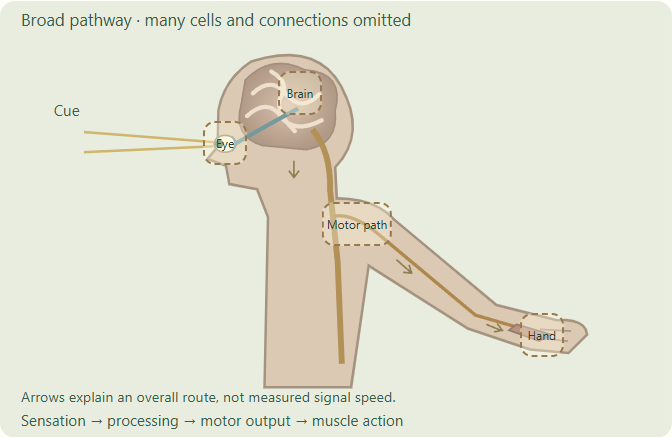 Broad pathway · many cells and connections omitted
Brain
Cue
Eye
Motor path
Hand
Arrows explain an overall route, not measured signal speed.
Sensation → processing → motor output → muscle action